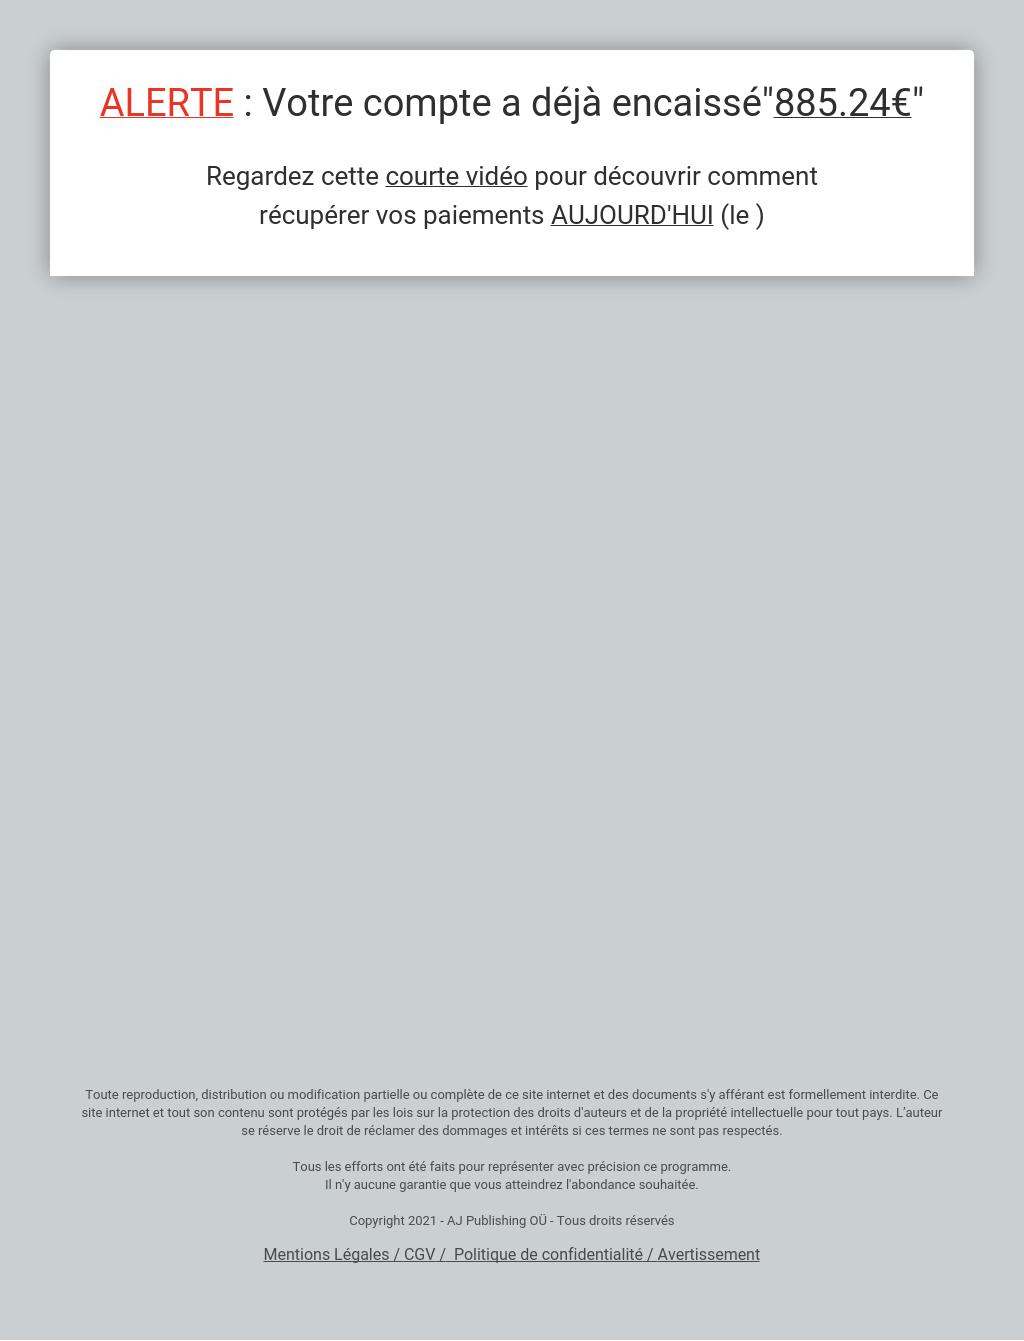 ALERTE : Votre compte a déjà encaissé"885.24€"
Regardez cette courte vidéo pour découvrir comment
récupérer vos paiements AUJOURD'HUI (le )
Toute reproduction, distribution ou modification partielle ou complète de ce site internet et des documents s'y afférant est formellement interdite. Ce
site internet et tout son contenu sont protégés par les lois sur la protection des droits d'auteurs et de la propriété intellectuelle pour tout pays. L'auteur
se réserve le droit de réclamer des dommages et intérêts si ces termes ne sont pas respectés.
Tous les efforts ont été faits pour représenter avec précision ce programme.
Il n'y aucune garantie que vous atteindrez l'abondance souhaitée.
Copyright 2021 - AJ Publishing OÜ - Tous droits réservés
Mentions Légales / CGV /  Politique de confidentialité / Avertissement